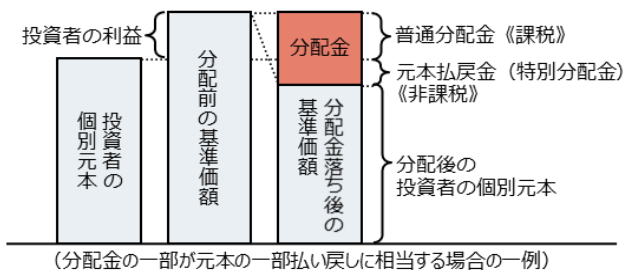 投資者の利益
投資者の
個別元本
分配前の基準価額
分配金
分配金落ち後の
基準価額
普通分配金《課税》
元本払戻金（特別分配金）
《非課税》
分配後の
投資者の個別元本
（分配金の一部が元本の一部払い戻しに相当する場合の一例）